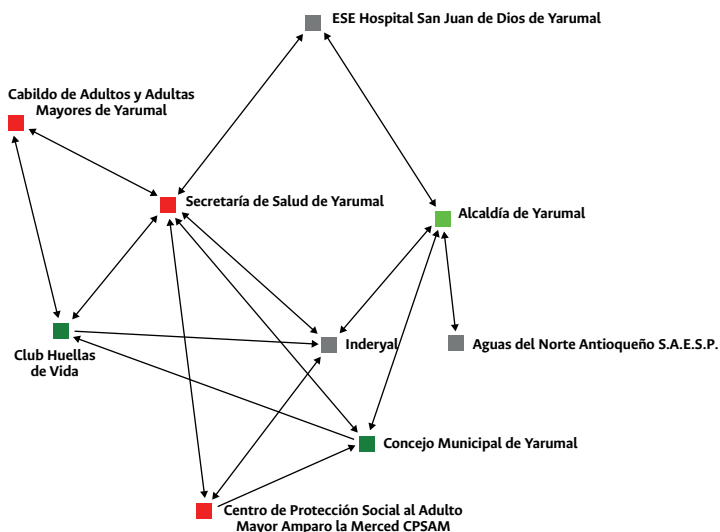 ESE Hospital San Juan de Dios de Yarumal
Cabildo de Adultos y Adultas
Mayores de Yarumal
Secretaría de Salud de Yarumal
Alcaldía de Yarumal
Club Huellas
de Vida
Inderyal
Aguas del Norte Antioqueño S.A.E.S.P.
Concejo Municipal de Yarumal
Centro de Protección Social al Adulto
Mayor Amparo la Merced CPSAM